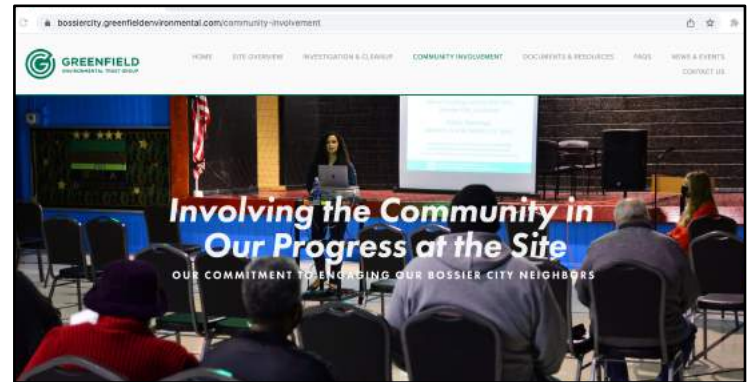 bossiercity.greenfieldenvironmental.com/community-involvement
GREENFIELD
ENVIRONMENTAL TRUST GROUP
HOME
SITE OVERVIEW
INVESTIGATION & CLEANUP
COMMUNITY INVOLVEMENT
DOCUMENTS & RESOURCES
FAQS
NEWS & EVENTS
CONTACT US
Involving the Community in
Our Progress at the Site
OUR COMMITMENT TO ENGAGING OUR BOSSIER CITY NEIGHBORS